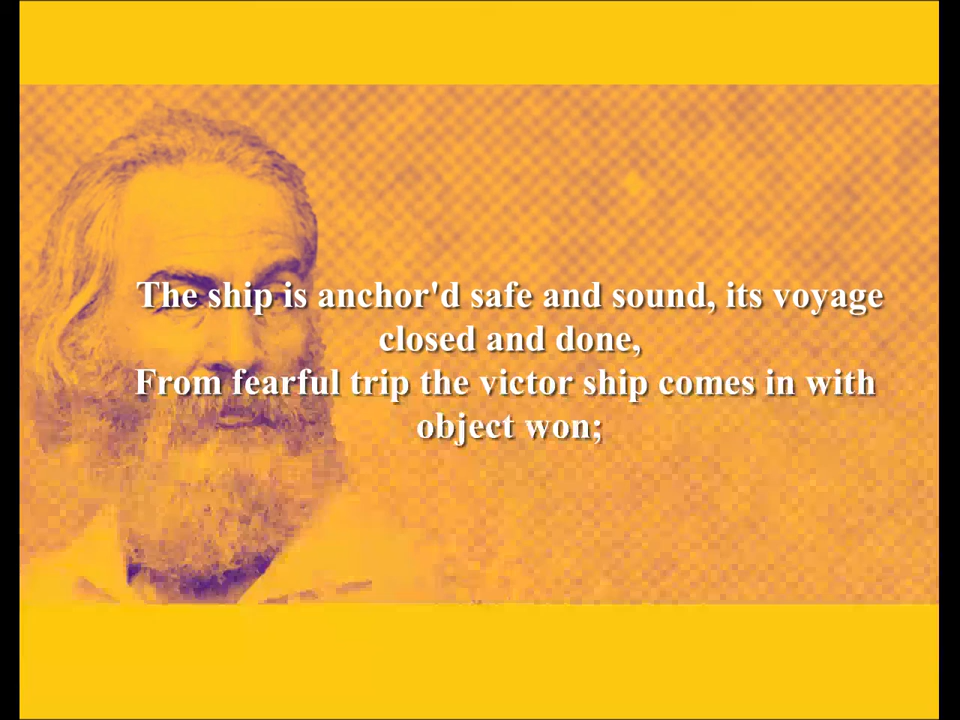 The ship is anchor'd safe and sound, its voyage
closed and done,
From fearful trip the victor ship comes in with
object won;